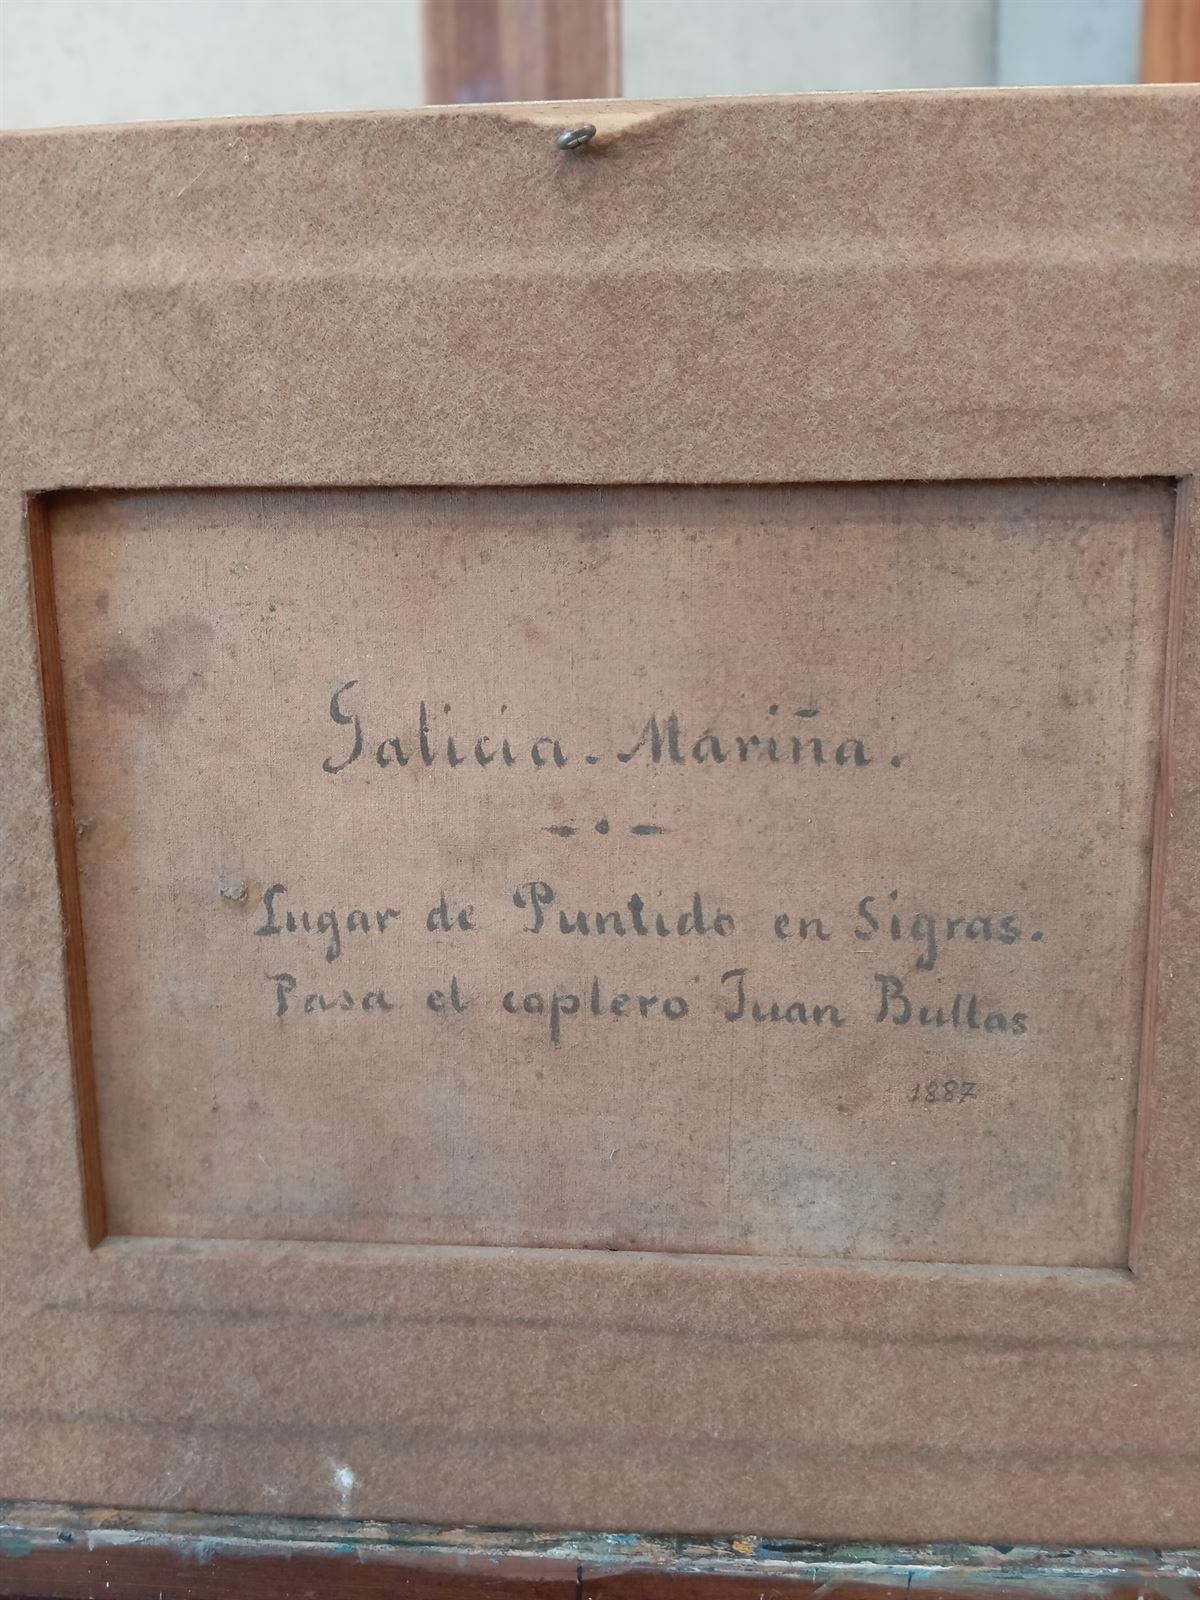 Galicia. Mariña.
- . -
Lugar de Puntido en Sigras.
Pasa el coplero Juan Bullas
1887